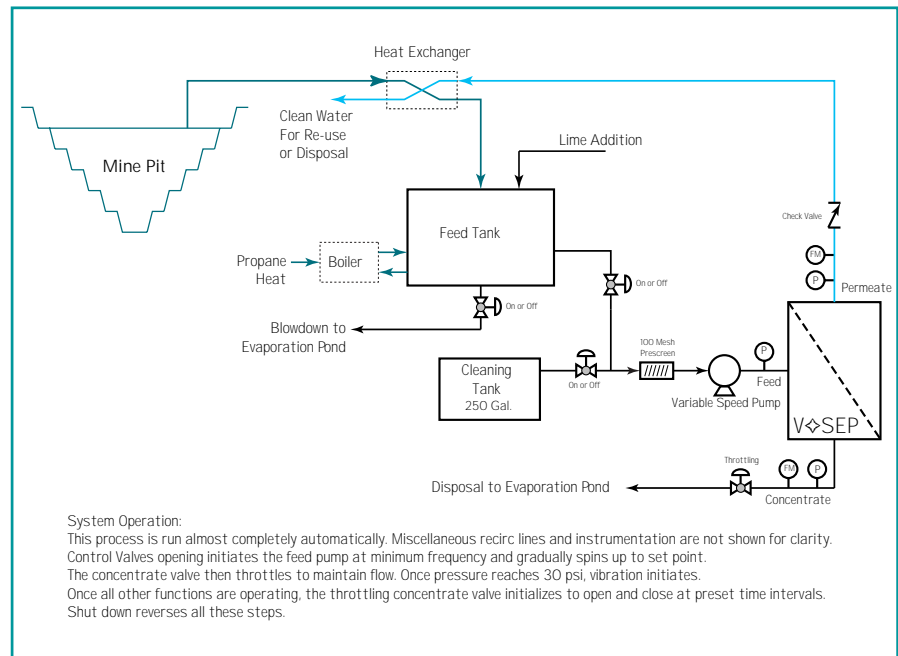 Heat Exchanger
Clean Water
For Re-use
or Disposal
Mine Pit
Lime Addition
Feed Tank
Check Valve
FM
P
Permeate
Propane
Heat
Boiler
On or Off
On or Off
Blowdown to
Evaporation Pond
Cleaning
Tank
250 Gal.
On or Off
100 Mesh
Prescreen
P
Feed
Variable Speed Pump
V SEP
Throttling
FM
P
Disposal to Evaporation Pond
Concentrate
System Operation:
This process is run almost completely automatically. Miscellaneous recirc lines and instrumentation are not shown for clarity.
Control Valves opening initiates the feed pump at minimum frequency and gradually spins up to set point.
The concentrate valve then throttles to maintain flow. Once pressure reaches 30 psi, vibration initiates.
Once all other functions are operating, the throttling concentrate valve initializes to open and close at preset time intervals.
Shut down reverses all these steps.